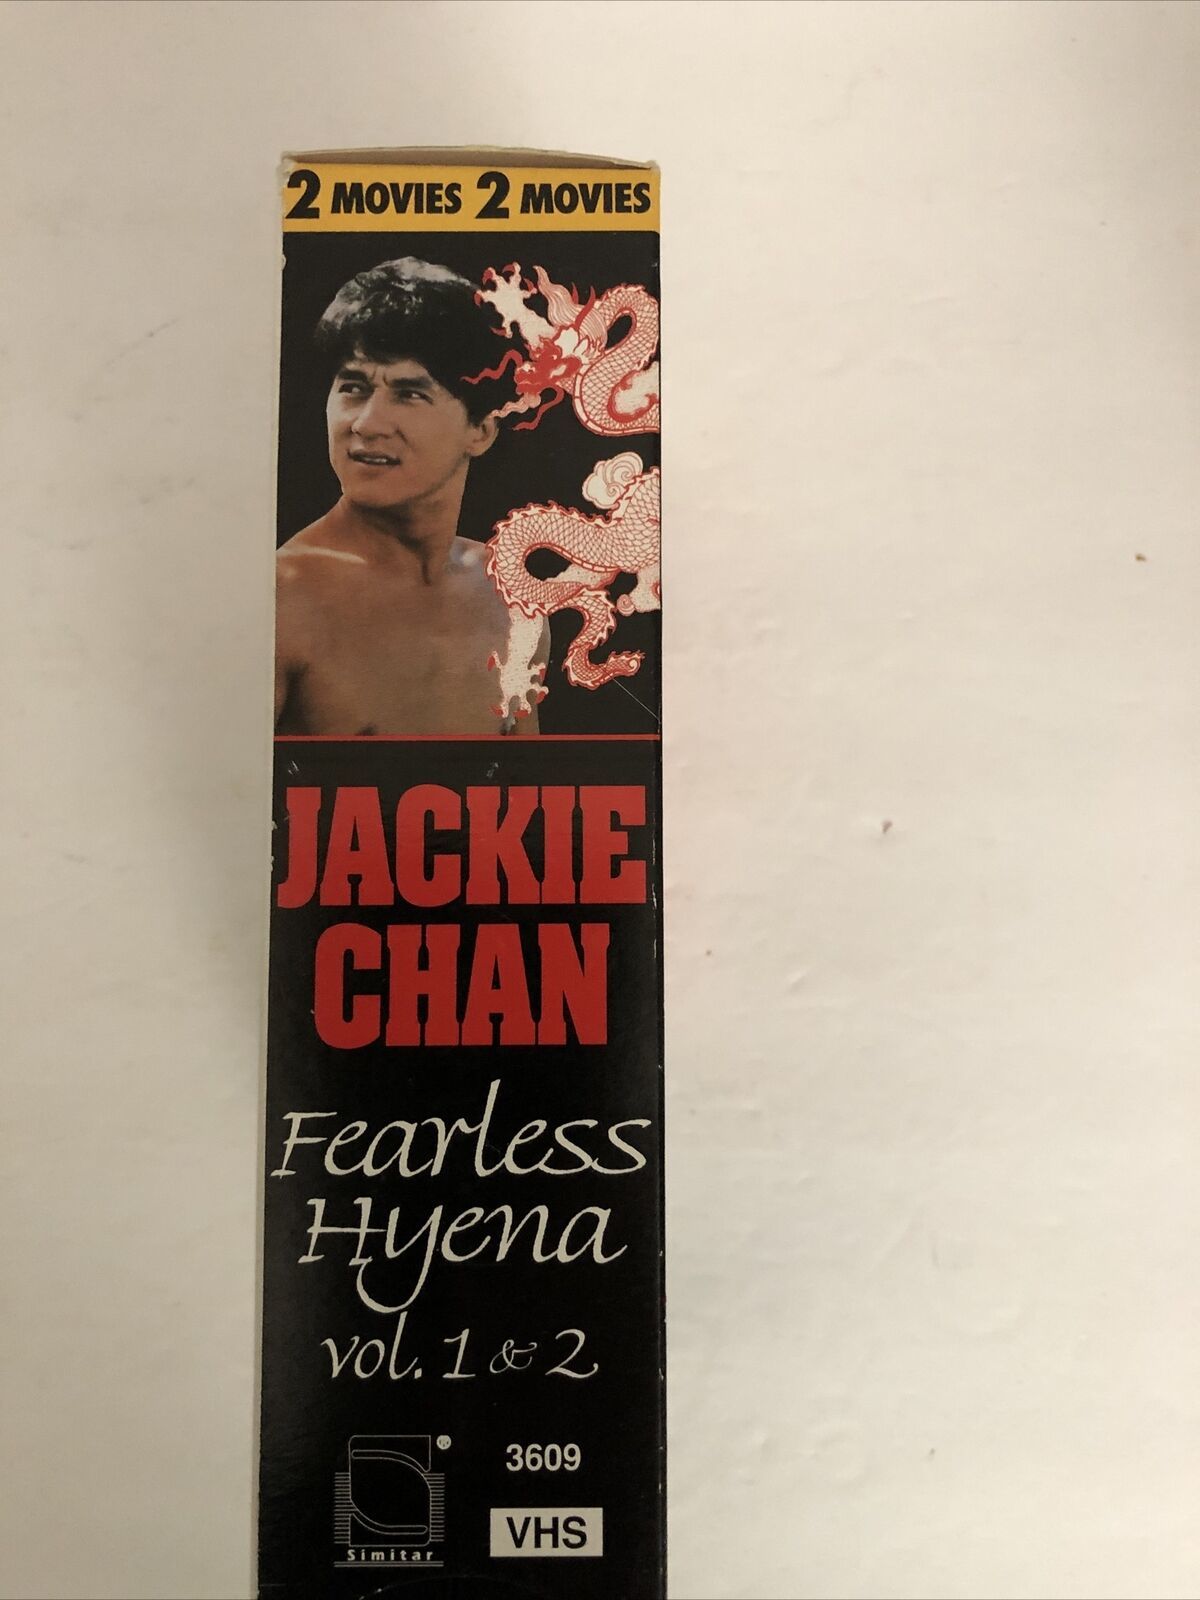 2 MOVIES 2 MOVIES
JACKIE
CHAN
Fearless
Hyena
vol. 1 & 2
®
3609
VHS
Simitar